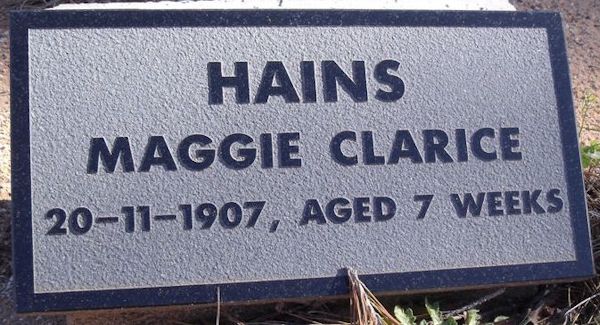 HAINS
MAGGIE CLARICE
20-11-1907, AGED 7 WEEKS